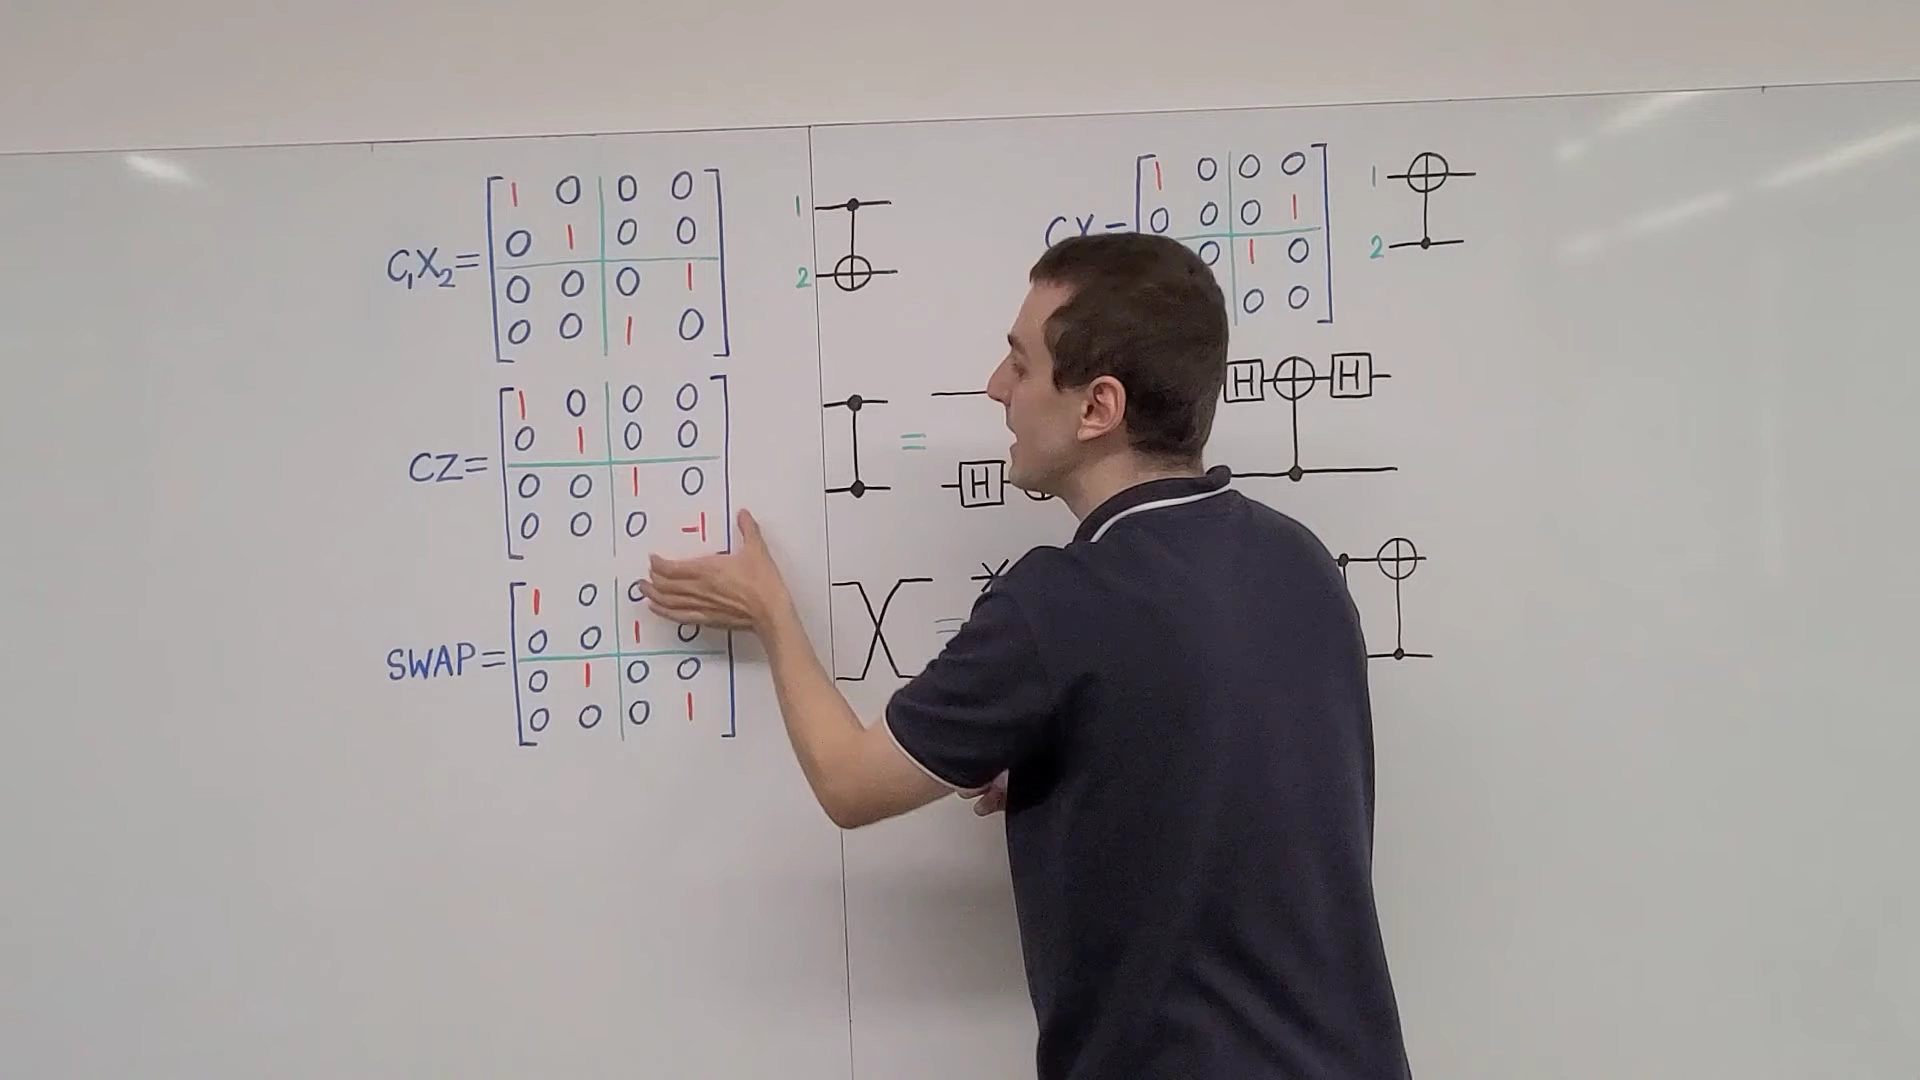 C₁X₂ = [ 1 0 0 0
0 1 0 0
0 0 0 1
0 0 1 0 ]
1
2
CX = [ 1 0 0 0
0 0 0 1
0 1 0
0 0 ]
1
2
CZ = [ 1 0 0 0
0 1 0 0
0 0 1 0
0 0 0 -1 ]
=
H
H H
SWAP = [ 1 0 0
0 0 1 0
0 1 0 0
0 0 0 1 ]
=